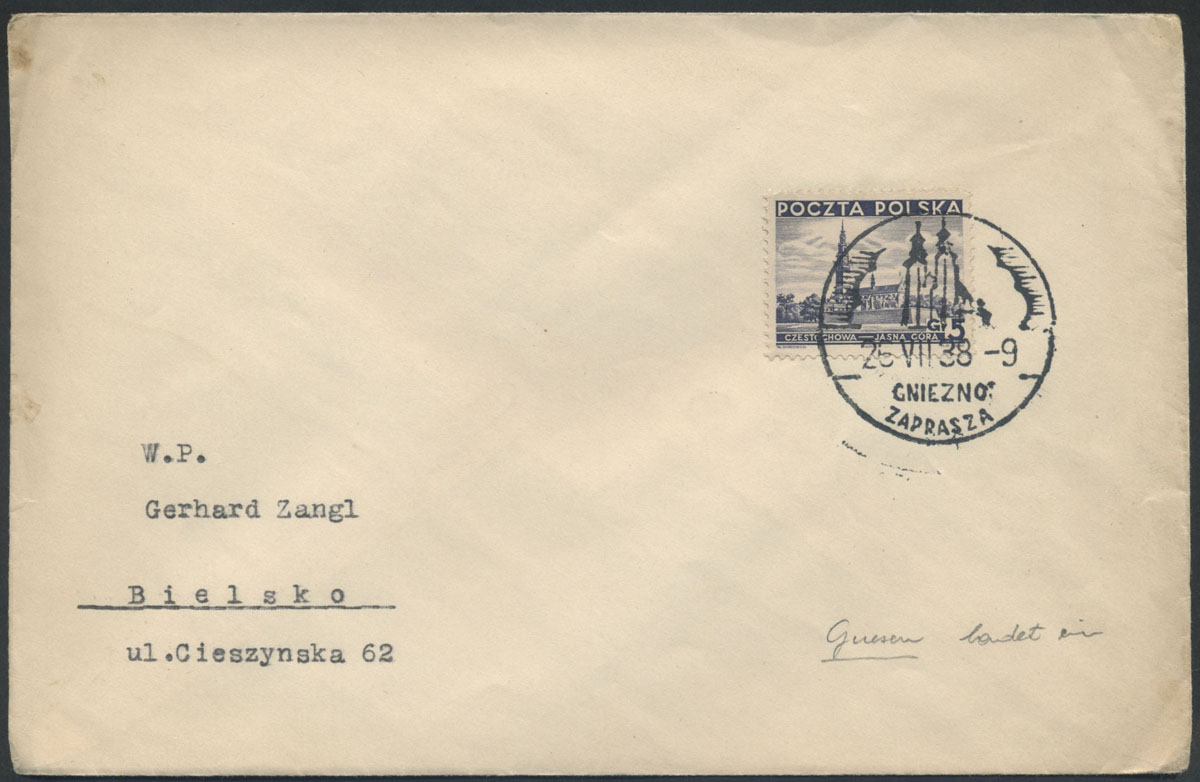 POCZTA POLSKA
CZĘSTOCHOWA — JASNA GÓRA
Gr 5
25 VII 38 -9
GNIEZNO
ZAPRASZA
W.P.
Gerhard Zangl
Bielsko
ul.Cieszynska 62
Gnesen ladet ein